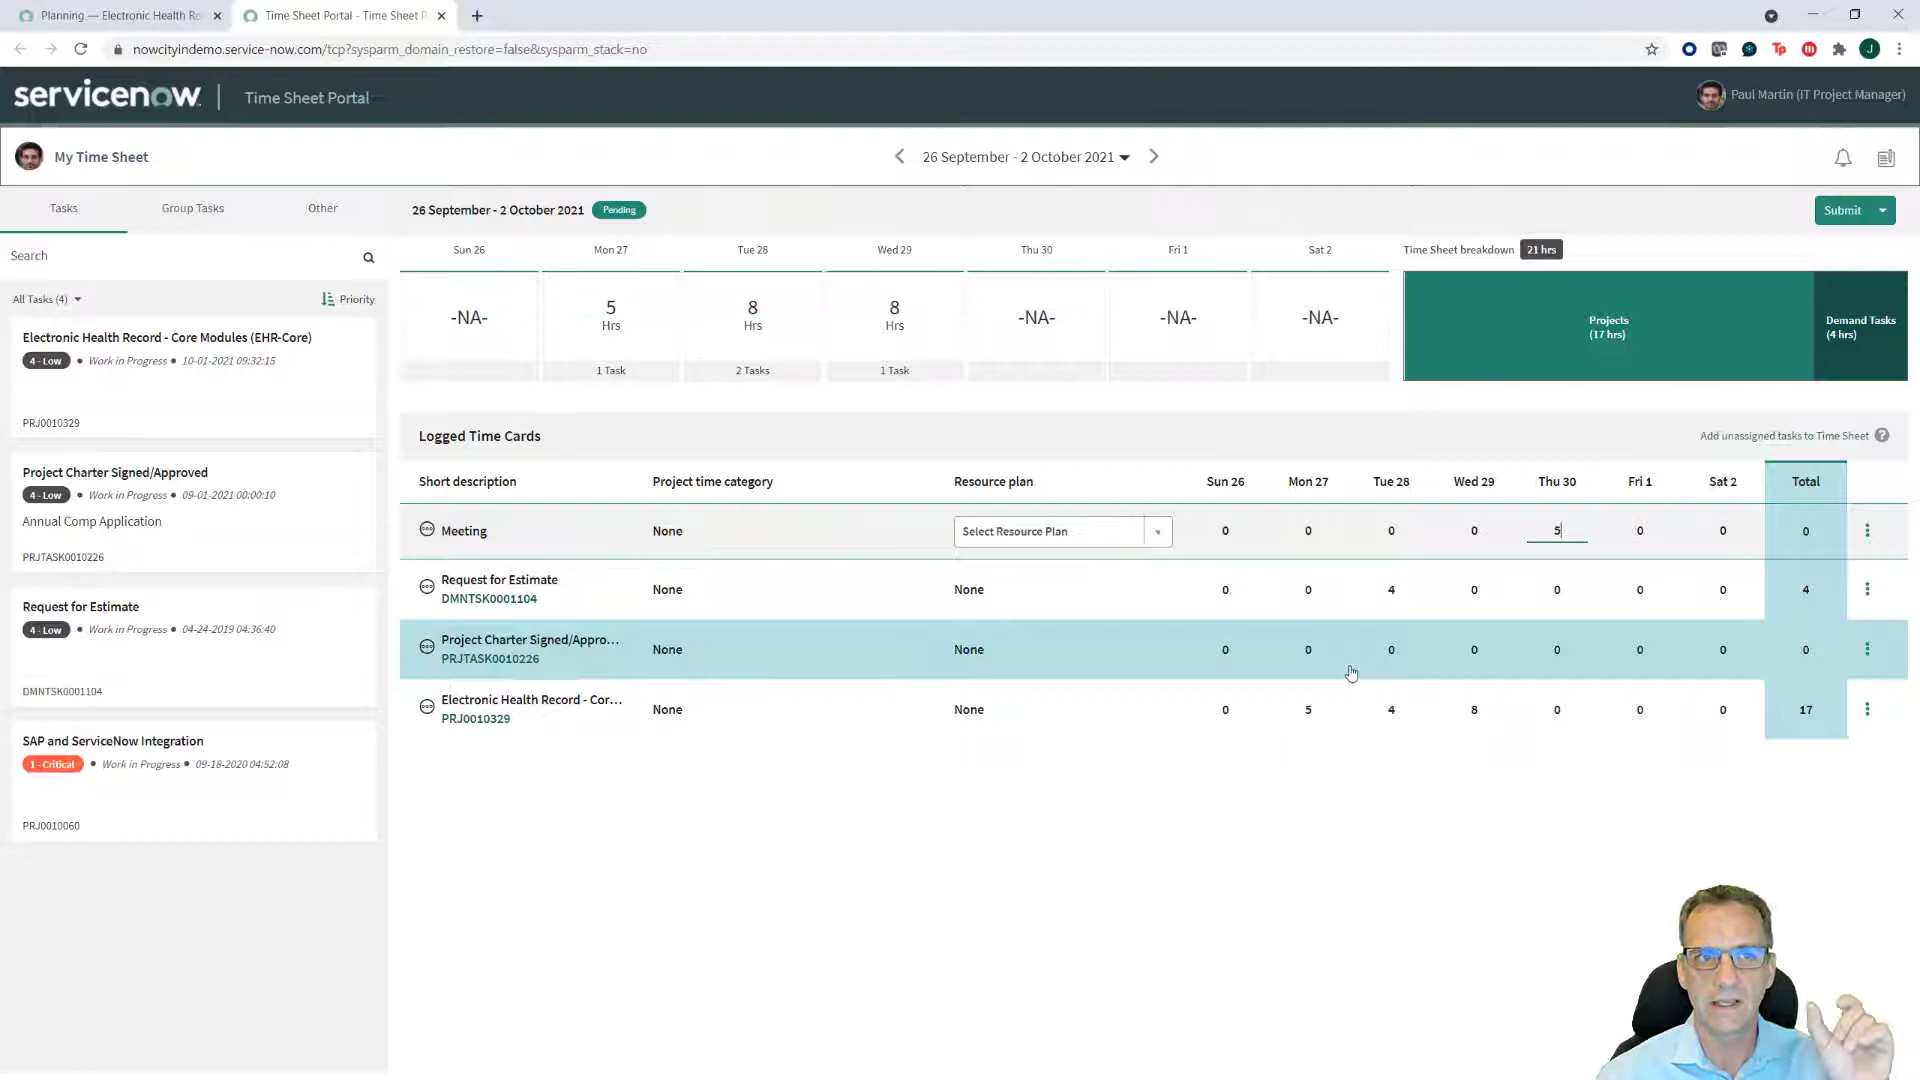 Planning — Electronic Health Re
Time Sheet Portal - Time Sheet P
nowcityindemo.service-now.com/tcp?sysparm_domain_restore=false&sysparm_stack=no
Tp
m
J
servicenow
Time Sheet Portal
Paul Martin (IT Project Manager)
My Time Sheet
26 September - 2 October 2021
Tasks
Group Tasks
Other
26 September - 2 October 2021
Pending
Submit
Search
All Tasks (4)
Priority
Electronic Health Record - Core Modules (EHR-Core)
4 - Low • Work in Progress • 10-01-2021 09:32:15
PRJ0010329
Project Charter Signed/Approved
4 - Low • Work in Progress • 09-01-2021 00:00:10
Annual Comp Application
PRJTASK0010226
Request for Estimate
4 - Low • Work in Progress • 04-24-2019 04:36:40
DMNTSK0001104
SAP and ServiceNow Integration
1 - Critical • Work in Progress • 09-18-2020 04:52:08
PRJ0010060
Sun 26 Mon 27 Tue 28 Wed 29 Thu 30 Fri 1 Sat 2
-NA- 5 Hrs 8 Hrs 8 Hrs -NA- -NA- -NA-
1 Task 2 Tasks 1 Task
Time Sheet breakdown 21 hrs
Projects
(17 hrs)
Demand Tasks
(4 hrs)
Logged Time Cards
Add unassigned tasks to Time Sheet ?
Short description Project time category Resource plan Sun 26 Mon 27 Tue 28 Wed 29 Thu 30 Fri 1 Sat 2 Total
Meeting None Select Resource Plan 0 0 0 0 5 0 0 0
Request for Estimate
DMNTSK0001104
None None 0 0 4 0 0 0 0 4
Project Charter Signed/Appro...
PRJTASK0010226
None None 0 0 0 0 0 0 0 0
Electronic Health Record - Cor...
PRJ0010329
None None 0 5 4 8 0 0 0 17